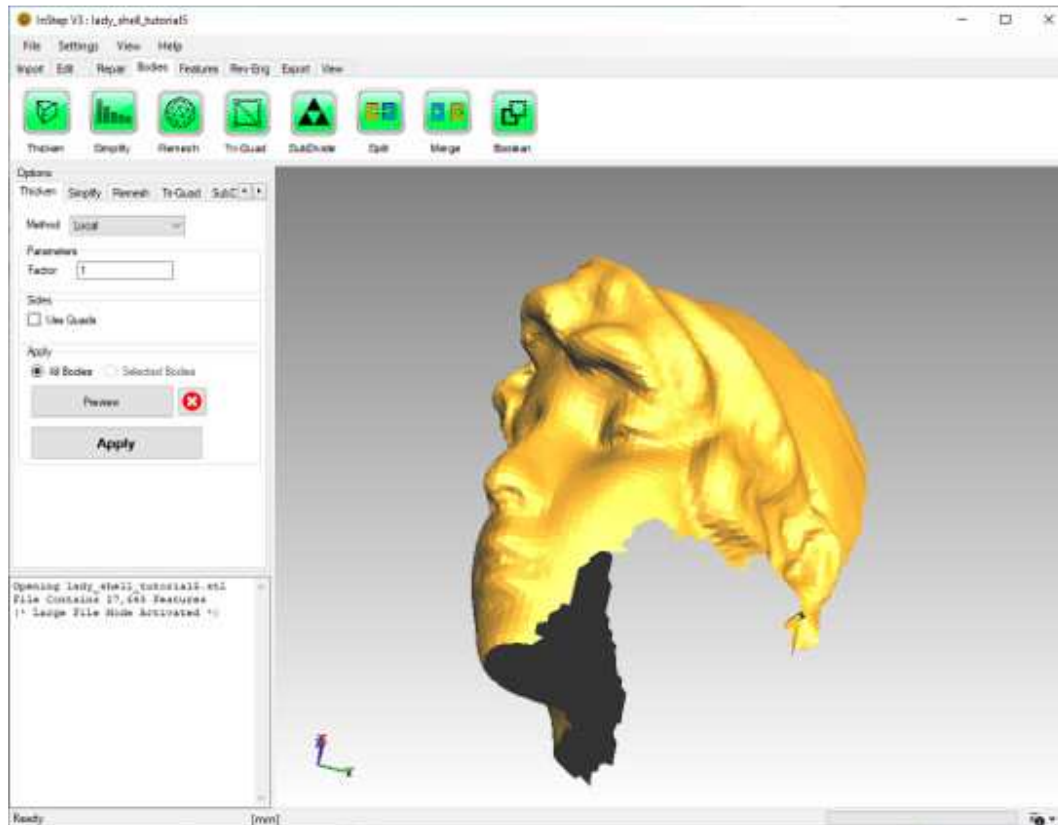 InStep V3 : lady_shell_tutorial5
File Settings View Help
Import Edit Repair Bodies Features Rev-Eng Export View
Thicken Simplify Remesh Tri-Quad SubDivide Split Merge Boolean
Options
Thicken Simplify Remesh Tri-Quad SubD
Method Local
Parameters
Factor 1
Sides
Use Quads
Apply
All Bodies Selected Bodies
Preview
Apply
Opening lady_shell_tutorial5.stl
File Contains Features
(* Large File Mode Activated *)
Ready [mm]